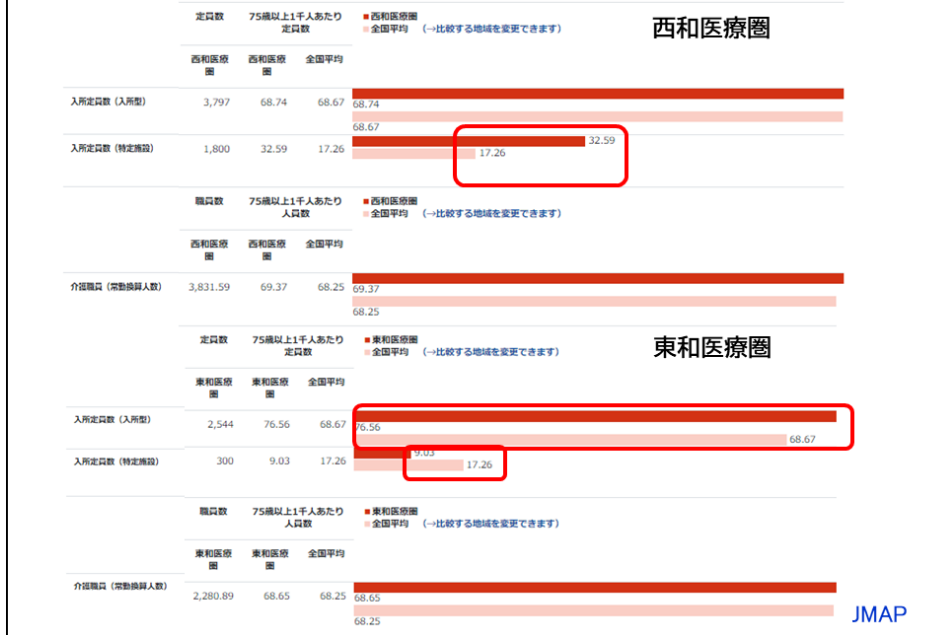 定員数 75歳以上1千人あたり ■西和医療圏 西和医療圏
定員数 ■全国平均 (→比較する地域を変更できます)
西和医療 西和医療 全国平均
圏 圏
入所定員数（入所型） 3,797 68.74 68.67 68.74
68.67
入所定員数（特定施設） 1,800 32.59 17.26 32.59
17.26
職員数 75歳以上1千人あたり ■西和医療圏
人員数 ■全国平均 (→比較する地域を変更できます)
西和医療 西和医療 全国平均
圏 圏
介護職員（常勤換算人数） 3,831.59 69.37 68.25 69.37
68.25
定員数 75歳以上1千人あたり ■東和医療圏 東和医療圏
定員数 ■全国平均 (→比較する地域を変更できます)
東和医療 東和医療 全国平均
圏 圏
入所定員数（入所型） 2,544 76.56 68.67 76.56
68.67
入所定員数（特定施設） 300 9.03 17.26 9.03
17.26
職員数 75歳以上1千人あたり ■東和医療圏
人員数 ■全国平均 (→比較する地域を変更できます)
東和医療 東和医療 全国平均
圏 圏
介護職員（常勤換算人数） 2,280.89 68.65 68.25 68.65
68.25
JMAP